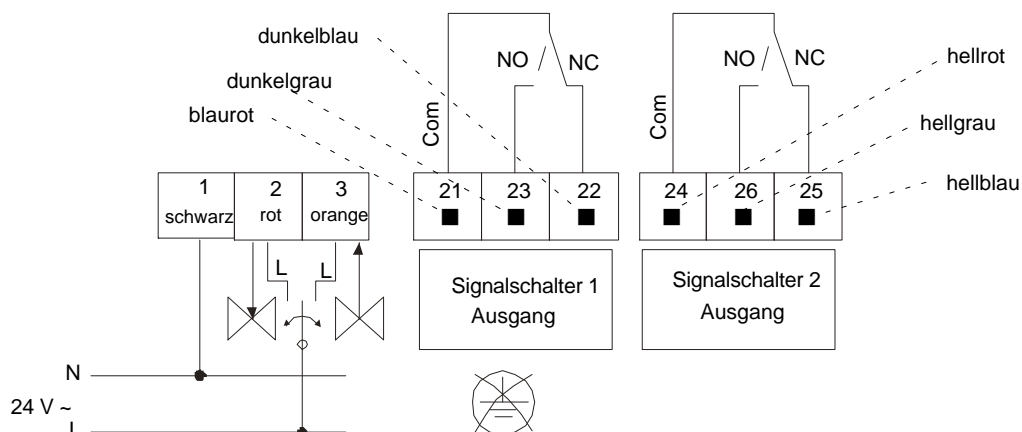 dunkelblau
dunkelgrau
blaurot
NO / NC
Com
NO / NC
Com
hellrot
hellgrau
hellblau
1 2 3
schwarz rot orange
21 23 22
24 26 25
L L
Signalschalter 1
Ausgang
Signalschalter 2
Ausgang
N
24 V ~
L